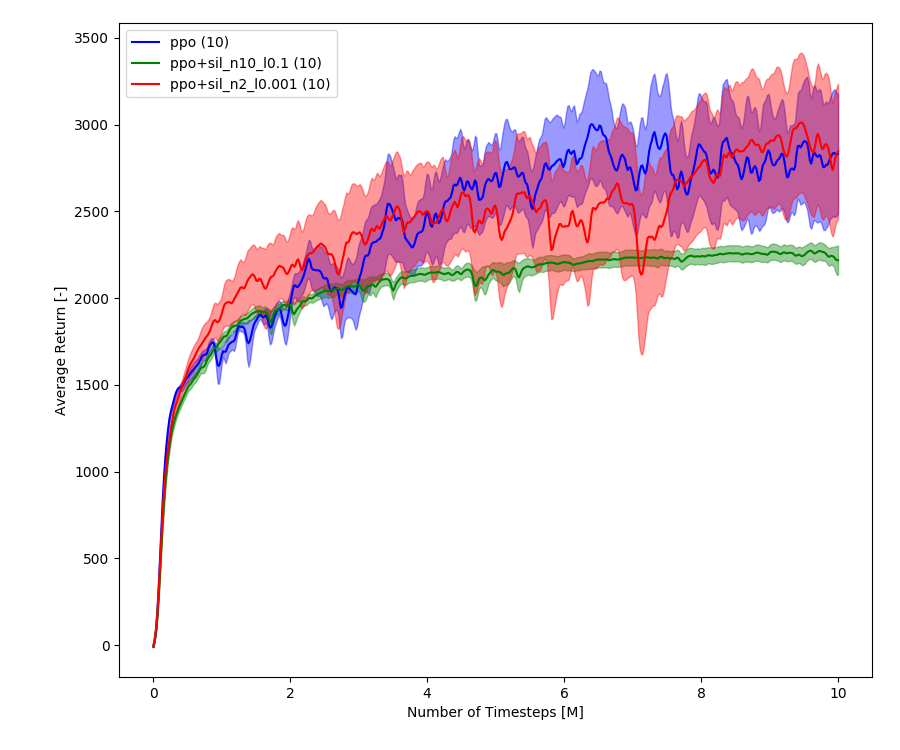 ppo (10)
ppo+sil_n10_l0.1 (10)
ppo+sil_n2_l0.001 (10)
3500
3000
2500
2000
1500
1000
500
0
Average Return [-]
0 2 4 6 8 10
Number of Timesteps [M]